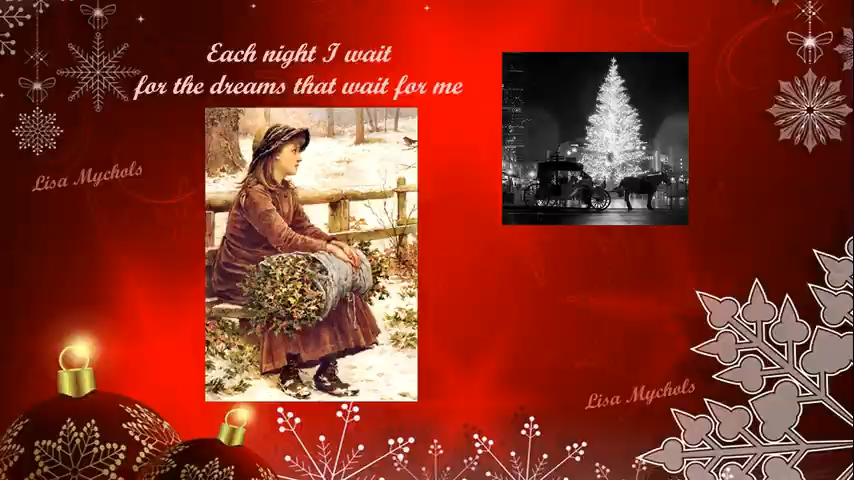 Each night I wait
for the dreams that wait for me
Lisa Mychols
Lisa Mychols